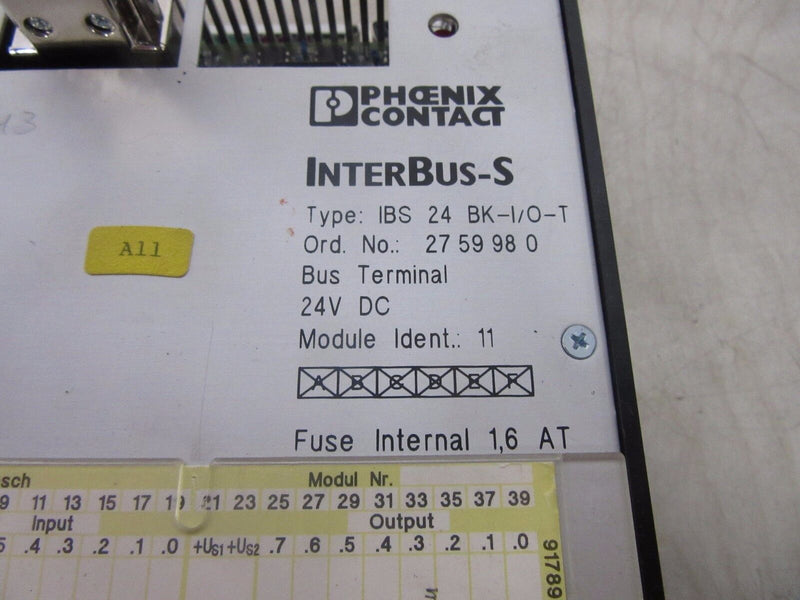 PHOENIX
CONTACT
INTERBUS-S
Type: IBS 24 BK-I/O-T
Ord. No.: 27 59 98 0
Bus Terminal
24V DC
Module Ident.: 11
A B C D E F
Fuse Internal 1,6 AT
A11
sch Modul Nr.
9 11 13 15 17 19 21 23 25 27 29 31 33 35 37 39
Input Output
.4 .3 .2 .1 .0 +US1 +US2 .7 .6 .5 .4 .3 .2 .1 .0
91789